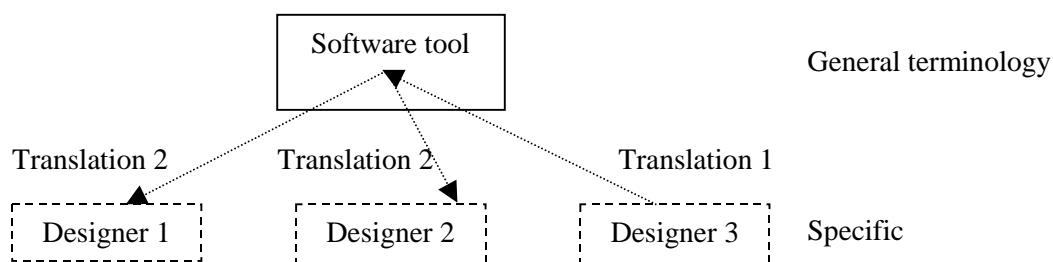 Software tool
General terminology
Translation 2
Translation 2
Translation 1
Designer 1
Designer 2
Designer 3
Specific